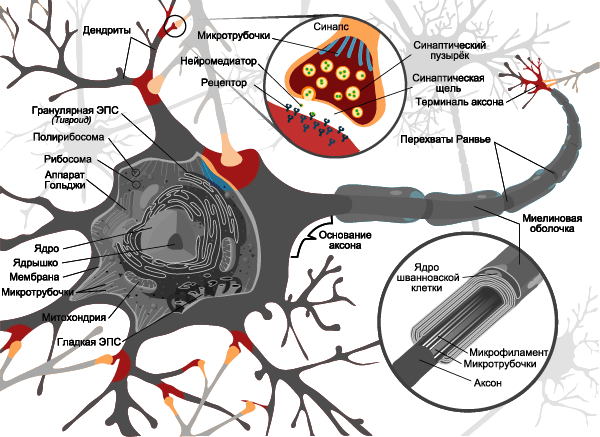 Дендриты
Микротрубочки
Синапс
Синаптический
пузырёк
Нейромедиатор
Рецептор
Синаптическая
щель
Терминаль аксона
Гранулярная ЭПС
(Тигроид)
Полирибосома
Рибосома
Аппарат
Гольджи
Перехваты Ранвье
Миелиновая
оболочка
Основание
аксона
Ядро
Ядрышко
Мембрана
Микротрубочки
Митохондрия
Гладкая ЭПС
Ядро
шванновской
клетки
Микрофиламент
Микротрубочки
Аксон